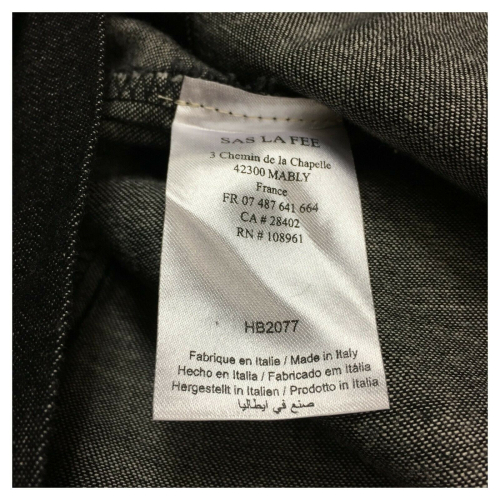 SAS LA FEE
3 Chemin de la Chapelle
42300 MABLY
France
FR 07 487 641 664
CA # 28402
RN # 108961
HB2077
Fabrique en Italie / Made in Italy
Hecho en Italia / Fabricado em Itália
Hergestellt in Italien / Prodotto in Italia
صنع في ايطاليا